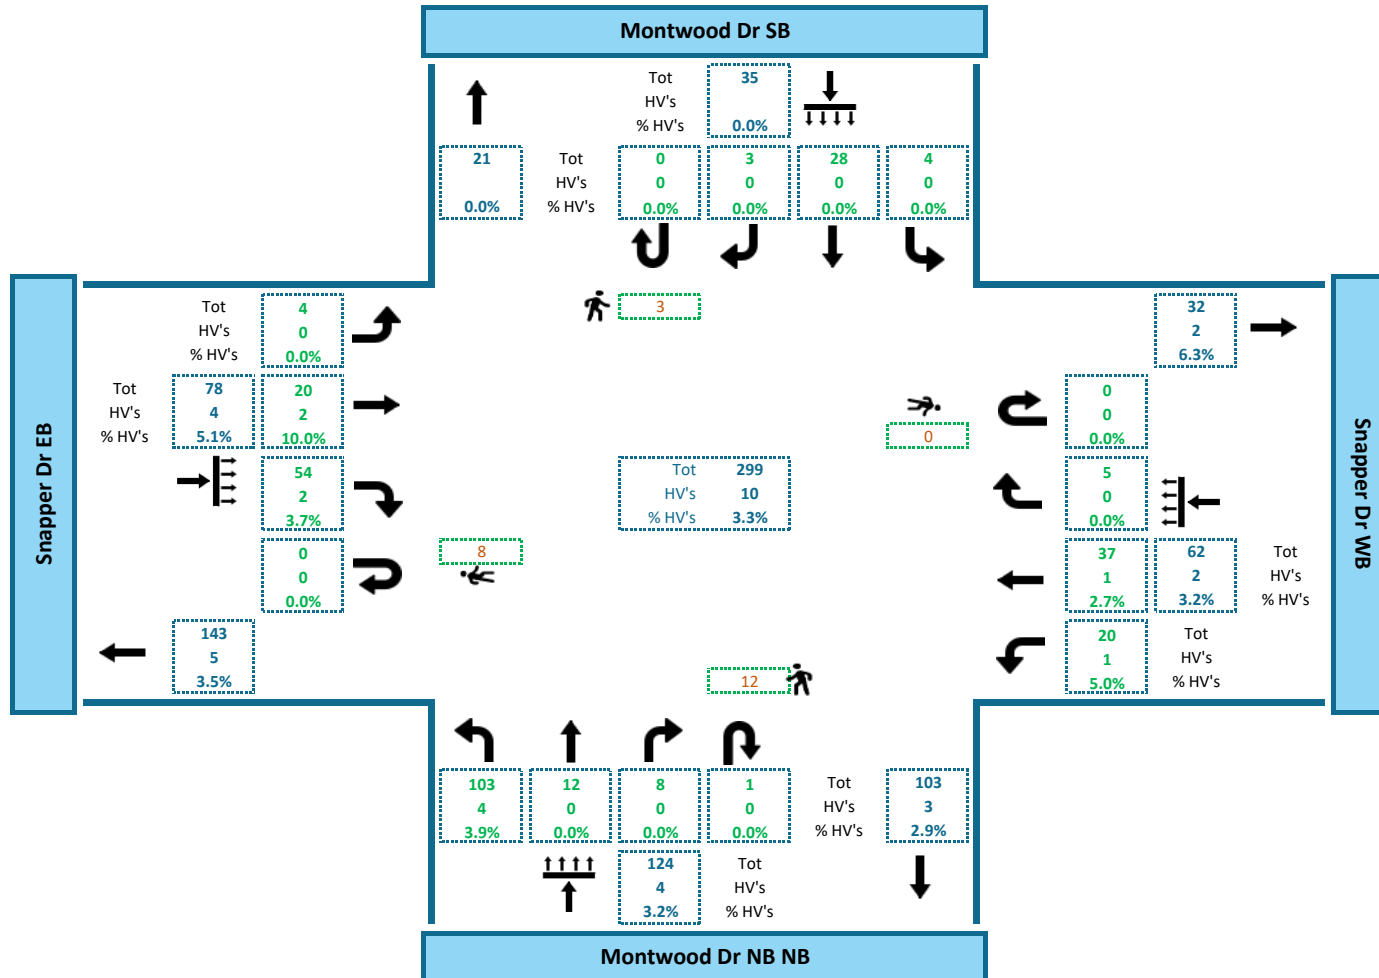 Montwood Dr SB
Tot 35
HV's
% HV's 0.0%
21 Tot 0 3 28 4
HV's 0 0 0 0
0.0% % HV's 0.0% 0.0% 0.0% 0.0%
3
Snapper Dr EB
Tot 4
HV's 0
% HV's 0.0%
Tot 78 20
HV's 4 2
% HV's 5.1% 10.0%
54
2
3.7%
0
0
0.0%
8
143
5
3.5%
Tot 299
HV's 10
% HV's 3.3%
32
2
6.3%
0
0
0.0%
0
5
0
0.0%
37 62 Tot
1 2 HV's
2.7% 3.2% % HV's
20 Tot
1 HV's
5.0% % HV's
Snapper Dr WB
12
103 12 8 1 Tot 103
4 0 0 0 HV's 3
3.9% 0.0% 0.0% 0.0% % HV's 2.9%
124 Tot
4 HV's
3.2% % HV's
Montwood Dr NB NB